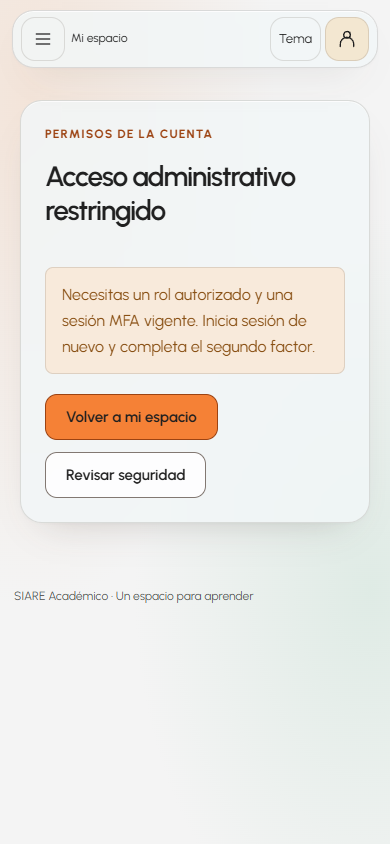 Mi espacio
Tema
PERMISOS DE LA CUENTA
Acceso administrativo
restringido
Necesitas un rol autorizado y una
sesión MFA vigente. Inicia sesión de
nuevo y completa el segundo factor.
Volver a mi espacio
Revisar seguridad
SIARE Académico · Un espacio para aprender